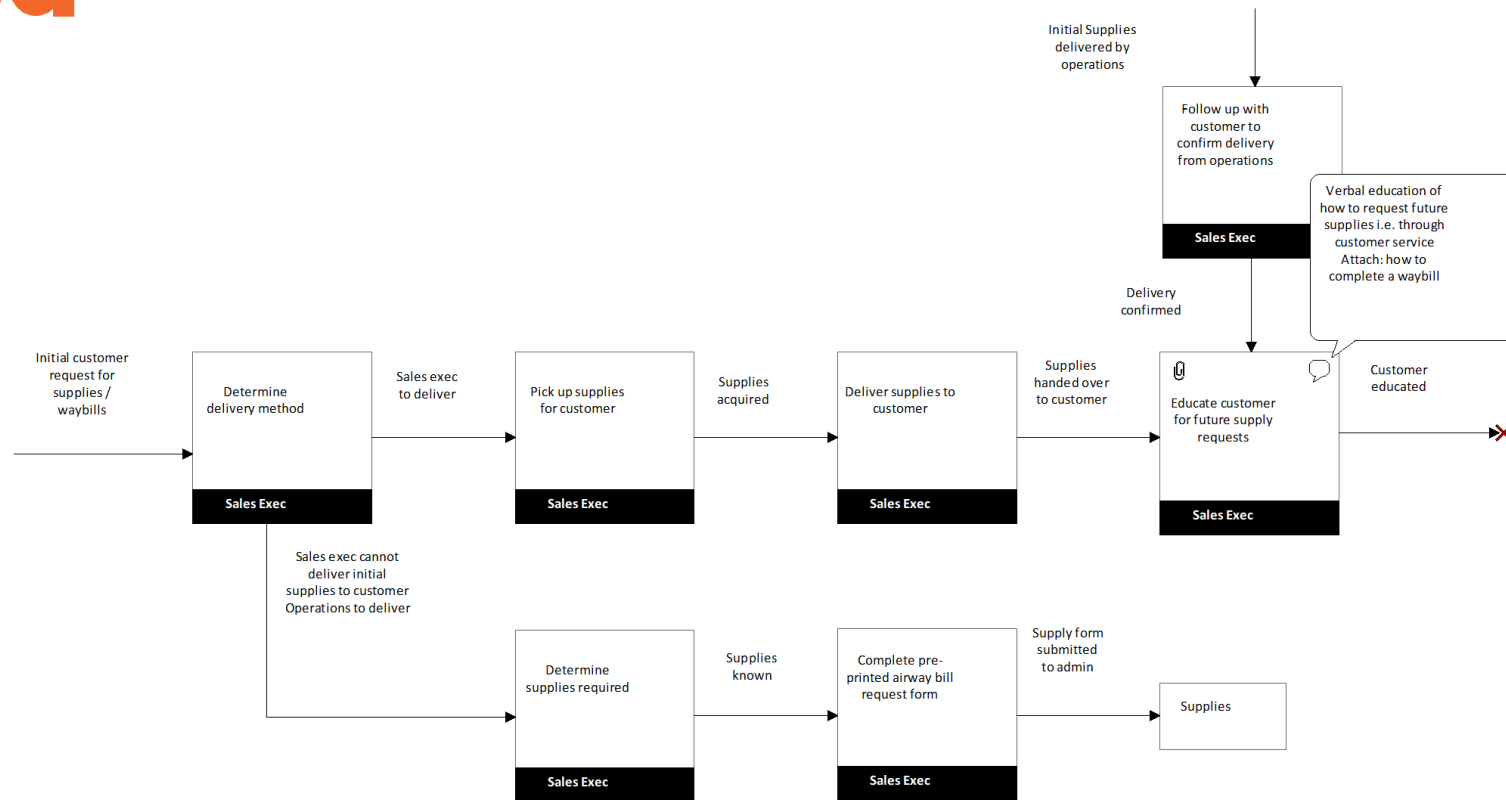 Initial Supplies
delivered by
operations
Follow up with
customer to
confirm delivery
from operations
Sales Exec
Verbal education of
how to request future
supplies i.e. through
customer service
Attach: how to
complete a waybill
Delivery
confirmed
Initial customer
request for
supplies /
waybills
Determine
delivery method
Sales Exec
Sales exec
to deliver
Pick up supplies
for customer
Sales Exec
Supplies
acquired
Deliver supplies to
customer
Sales Exec
Supplies
handed over
to customer
Educate customer
for future supply
requests
Sales Exec
Customer
educated
Sales exec cannot
deliver initial
supplies to customer
Operations to deliver
Determine
supplies required
Sales Exec
Supplies
known
Complete pre-
printed airway bill
request form
Sales Exec
Supply form
submitted
to admin
Supplies